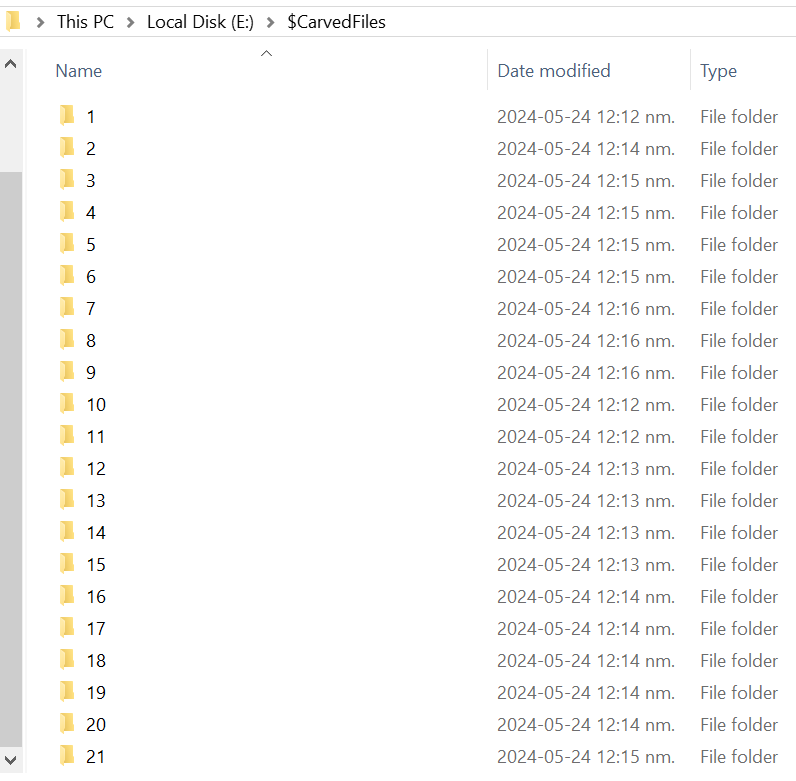 This PC > Local Disk (E:) > $CarvedFiles
Name Date modified Type
1 2024-05-24 12:12 nm. File folder
2 2024-05-24 12:14 nm. File folder
3 2024-05-24 12:15 nm. File folder
4 2024-05-24 12:15 nm. File folder
5 2024-05-24 12:15 nm. File folder
6 2024-05-24 12:15 nm. File folder
7 2024-05-24 12:16 nm. File folder
8 2024-05-24 12:16 nm. File folder
9 2024-05-24 12:16 nm. File folder
10 2024-05-24 12:12 nm. File folder
11 2024-05-24 12:12 nm. File folder
12 2024-05-24 12:13 nm. File folder
13 2024-05-24 12:13 nm. File folder
14 2024-05-24 12:13 nm. File folder
15 2024-05-24 12:13 nm. File folder
16 2024-05-24 12:14 nm. File folder
17 2024-05-24 12:14 nm. File folder
18 2024-05-24 12:14 nm. File folder
19 2024-05-24 12:14 nm. File folder
20 2024-05-24 12:14 nm. File folder
21 2024-05-24 12:15 nm. File folder